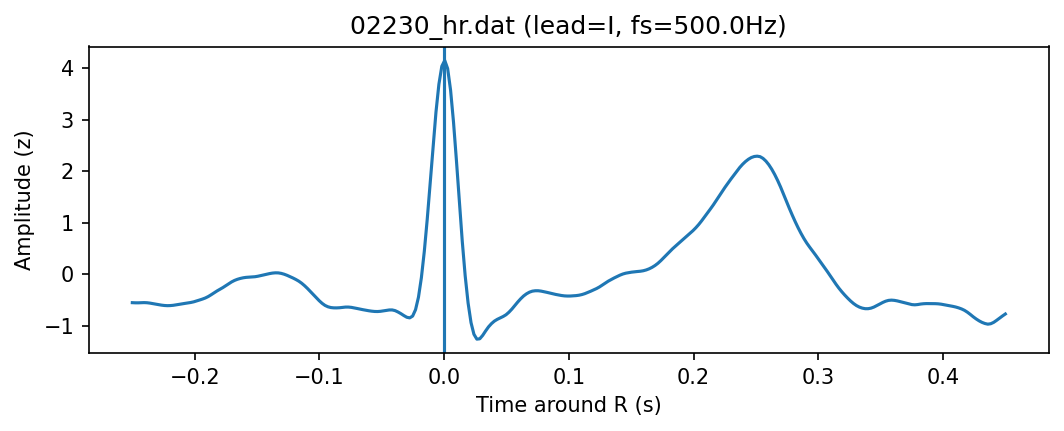 02230_hr.dat (lead=I, fs=500.0Hz)
Amplitude (z)
4
3
2
1
0
−1
−0.2 −0.1 0.0 0.1 0.2 0.3 0.4
Time around R (s)